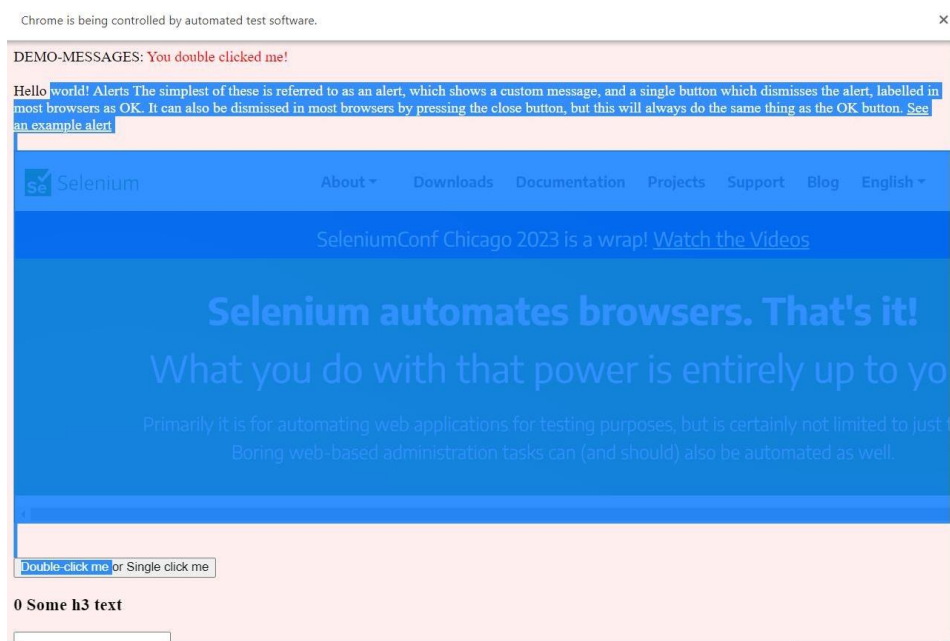 Chrome is being controlled by automated test software.
DEMO-MESSAGES: You double clicked me!
Hello world! Alerts The simplest of these is referred to as an alert, which shows a custom message, and a single button which dismisses the alert, labelled in
most browsers as OK. It can also be dismissed in most browsers by pressing the close button, but this will always do the same thing as the OK button. See
an example alert
Se Selenium About Downloads Documentation Projects Support Blog English
SeleniumConf Chicago 2023 is a wrap! Watch the Videos
Selenium automates browsers. That's it!
What you do with that power is entirely up to yo
Primarily it is for automating web applications for testing purposes, but is certainly not limited to just
Boring web-based administration tasks can (and should) also be automated as well.
Double-click me or Single click me
0 Some h3 text